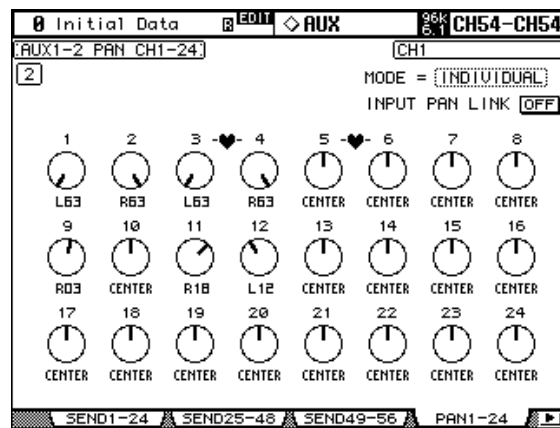 0 Initial Data R EDIT ◇ AUX 96k 6.1 CH54-CH54
AUX1-2 PAN CH1-24 CH1
2 MODE = INDIVIDUAL
INPUT PAN LINK OFF
1 2 3 -♥- 4 5 -♥- 6 7 8
L63 R63 L63 R63 CENTER CENTER CENTER CENTER
9 10 11 12 13 14 15 16
R03 CENTER R18 L12 CENTER CENTER CENTER CENTER
17 18 19 20 21 22 23 24
CENTER CENTER CENTER CENTER CENTER CENTER CENTER CENTER
SEND1-24 SEND25-48 SEND49-56 PAN1-24